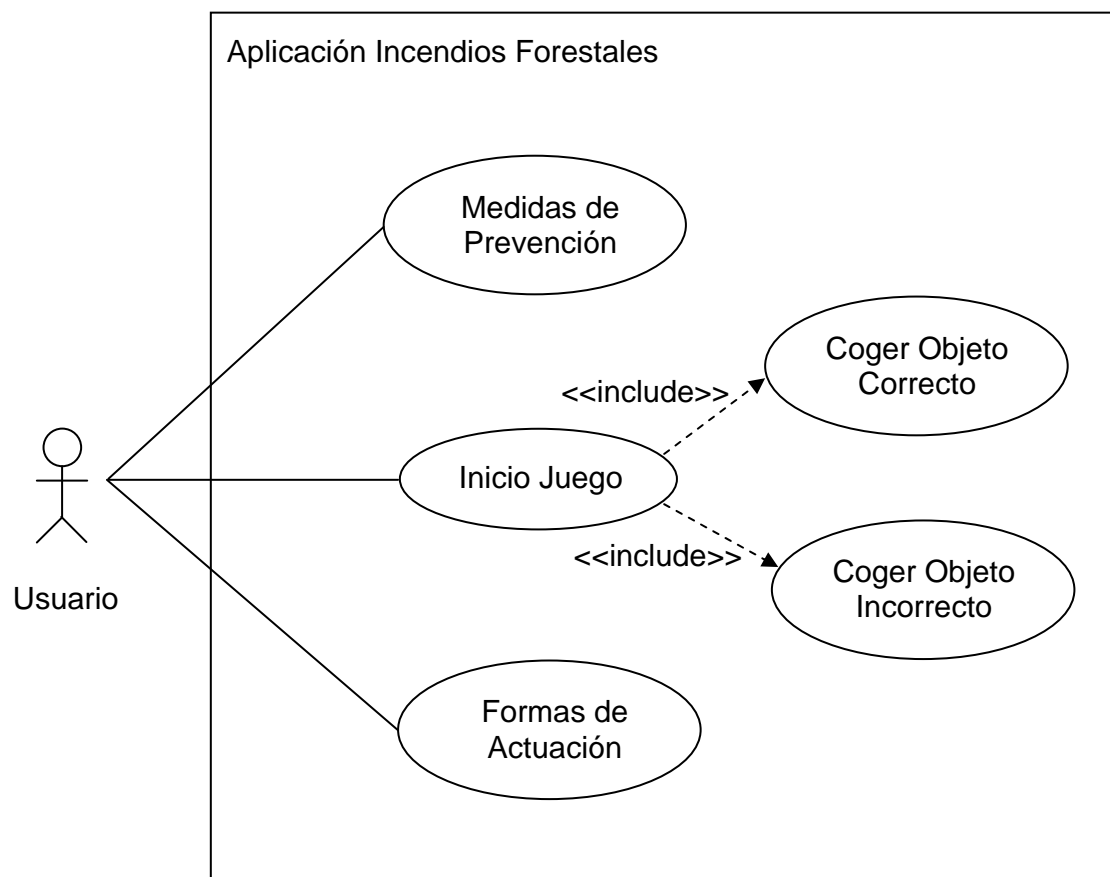 Aplicación Incendios Forestales
Medidas de
Prevención
Coger Objeto
Correcto
<<include>>
Inicio Juego
<<include>>
Coger Objeto
Incorrecto
Usuario
Formas de
Actuación